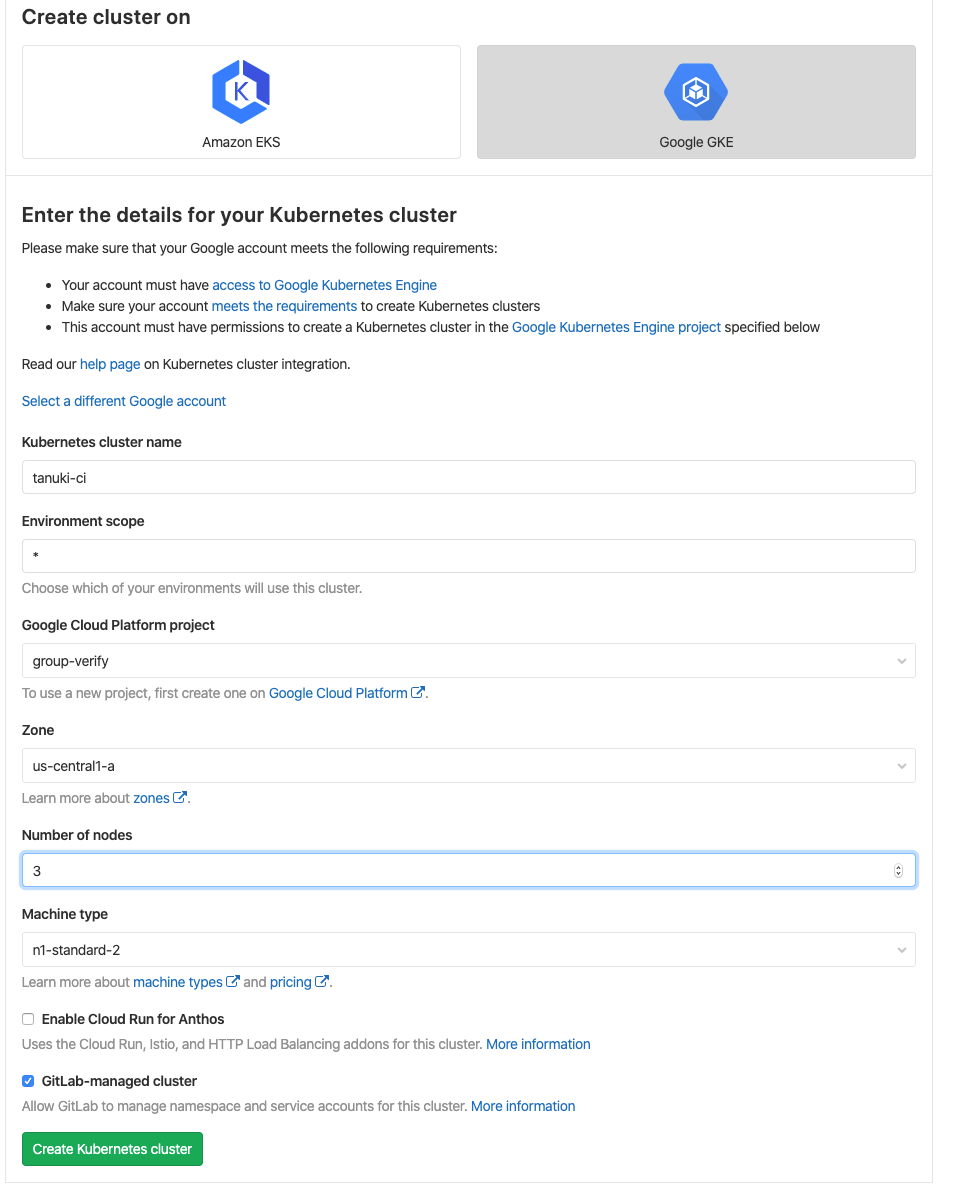 Create cluster on
K
Amazon EKS
Google GKE
Enter the details for your Kubernetes cluster
Please make sure that your Google account meets the following requirements:
Your account must have access to Google Kubernetes Engine
Make sure your account meets the requirements to create Kubernetes clusters
This account must have permissions to create a Kubernetes cluster in the Google Kubernetes Engine project specified below
Read our help page on Kubernetes cluster integration.
Select a different Google account
Kubernetes cluster name
tanuki-ci
Environment scope
*
Choose which of your environments will use this cluster.
Google Cloud Platform project
group-verify
To use a new project, first create one on Google Cloud Platform.
Zone
us-central1-a
Learn more about zones.
Number of nodes
3
Machine type
n1-standard-2
Learn more about machine types and pricing.
Enable Cloud Run for Anthos
Uses the Cloud Run, Istio, and HTTP Load Balancing addons for this cluster. More information
GitLab-managed cluster
Allow GitLab to manage namespace and service accounts for this cluster. More information
Create Kubernetes cluster